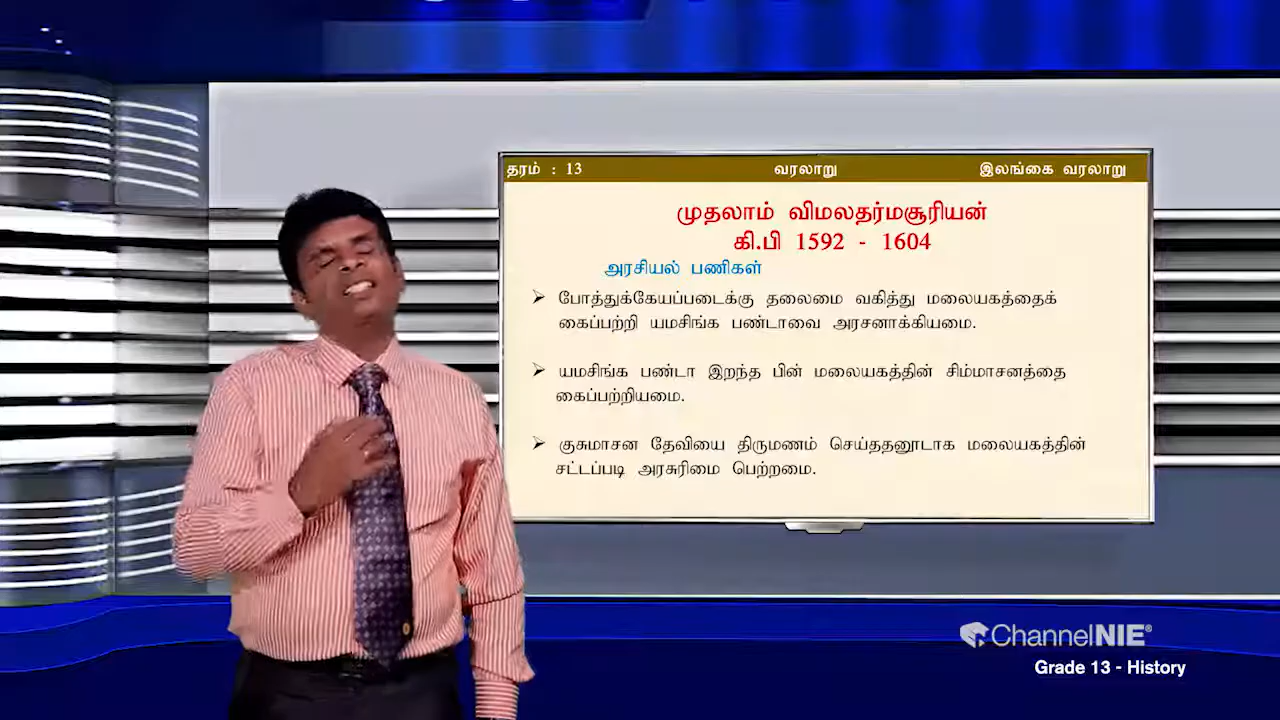 தரம் : 13 வரலாறு இலங்கை வரலாறு
முதலாம் விமலதர்மசூரியன்
கி.பி 1592 - 1604
அரசியல் பணிகள்
போத்துக்கேயப்படைக்கு தலைமை வகித்து மலையகத்தைக்
கைப்பற்றி யமசிங்க பண்டாவை அரசனாக்கியமை.
யமசிங்க பண்டா இறந்த பின் மலையகத்தின் சிம்மாசனத்தை
கைப்பற்றியமை.
குசுமாசன தேவியை திருமணம் செய்ததனூடாக மலையகத்தின்
சட்டப்படி அரசுரிமை பெற்றமை.
ChannelNIE®
Grade 13 - History